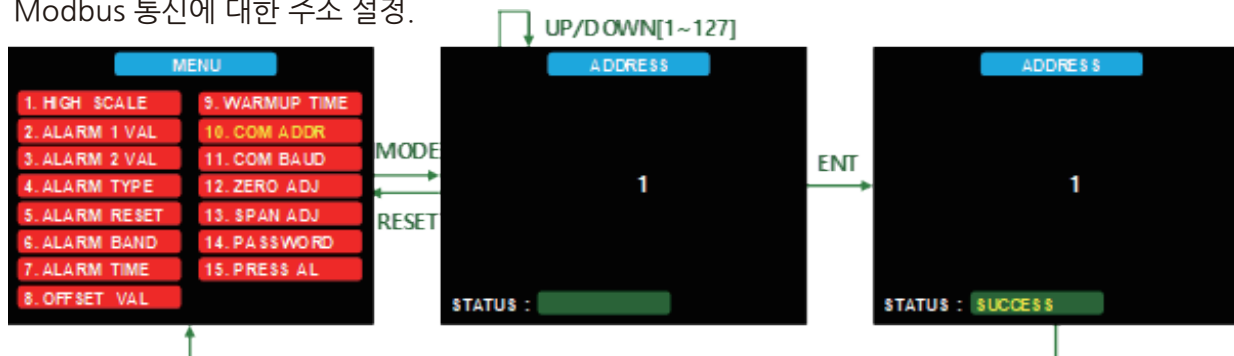 Modbus 통신에 대한 주소 설정.
UP/DOWN[1~127]
MENU
1. HIGH SCALE
2. ALARM 1 VAL
3. ALARM 2 VAL
4. ALARM TYPE
5. ALARM RESET
6. ALARM BAND
7. ALARM TIME
8. OFFSET VAL
9. WARMUP TIME
10. COM ADDR
11. COM BAUD
12. ZERO ADJ
13. SPAN ADJ
14. PASSWORD
15. PRESS AL
MODE
RESET
ADDRESS
1
STATUS :
ENT
ADDRESS
1
STATUS : SUCCESS